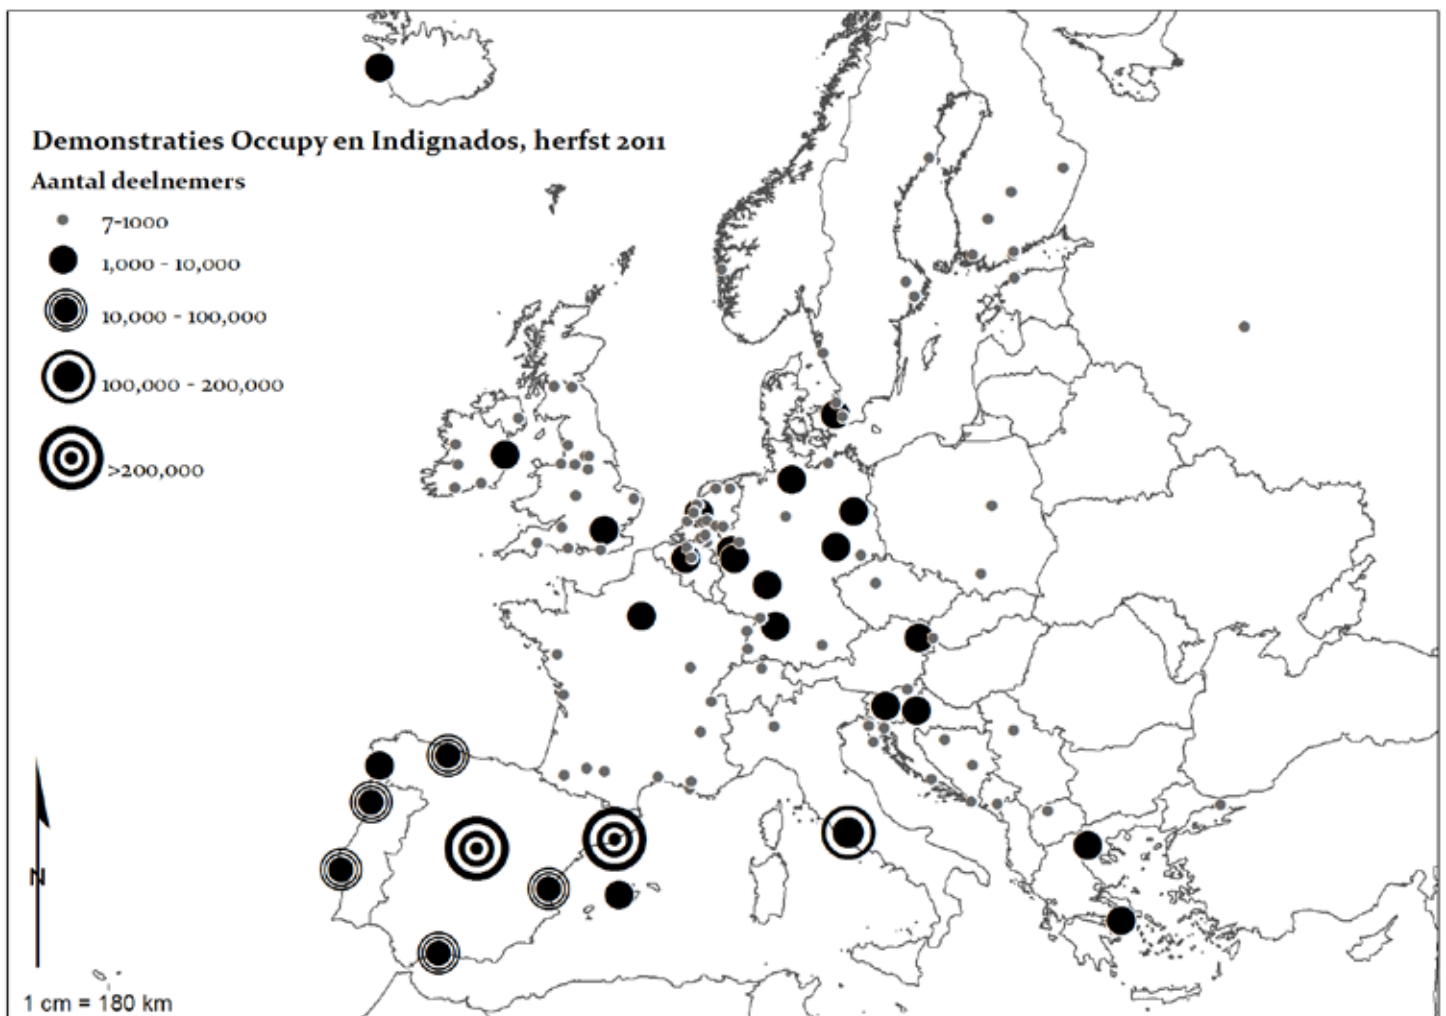 Demonstraties Occupy en Indignados, herfst 2011
Aantal deelnemers
7-1000
1,000 - 10,000
10,000 - 100,000
100,000 - 200,000
>200,000
N
1 cm = 180 km